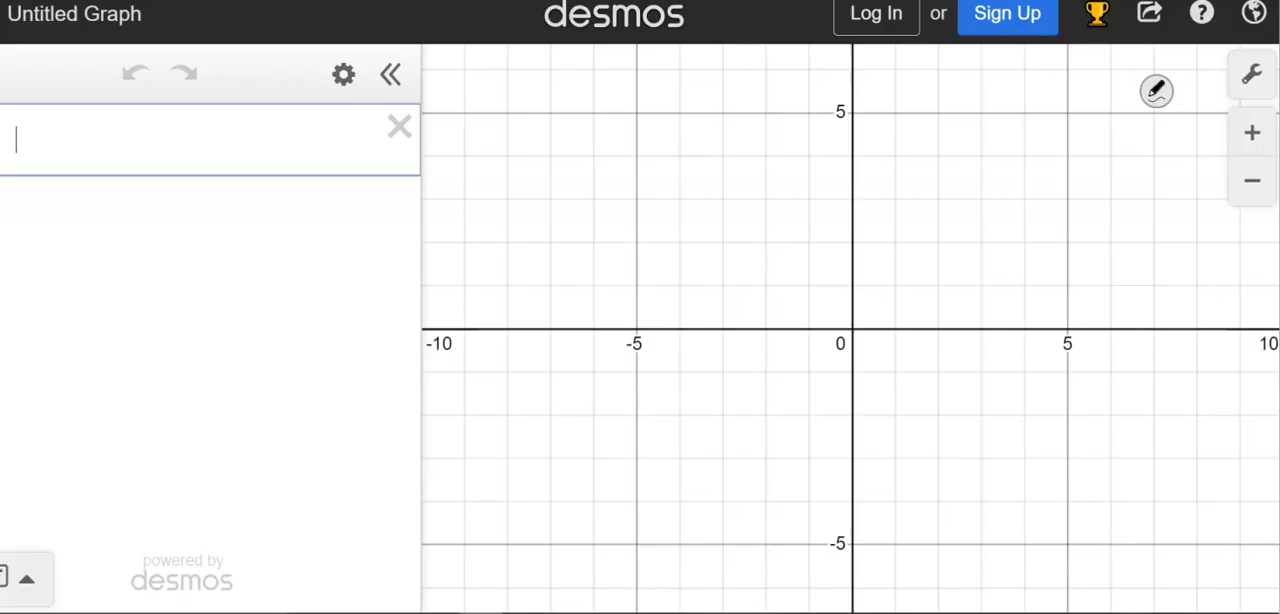 Untitled Graph
desmos
Log In or Sign Up
5
-10 -5 0 5 10
-5
powered by
desmos